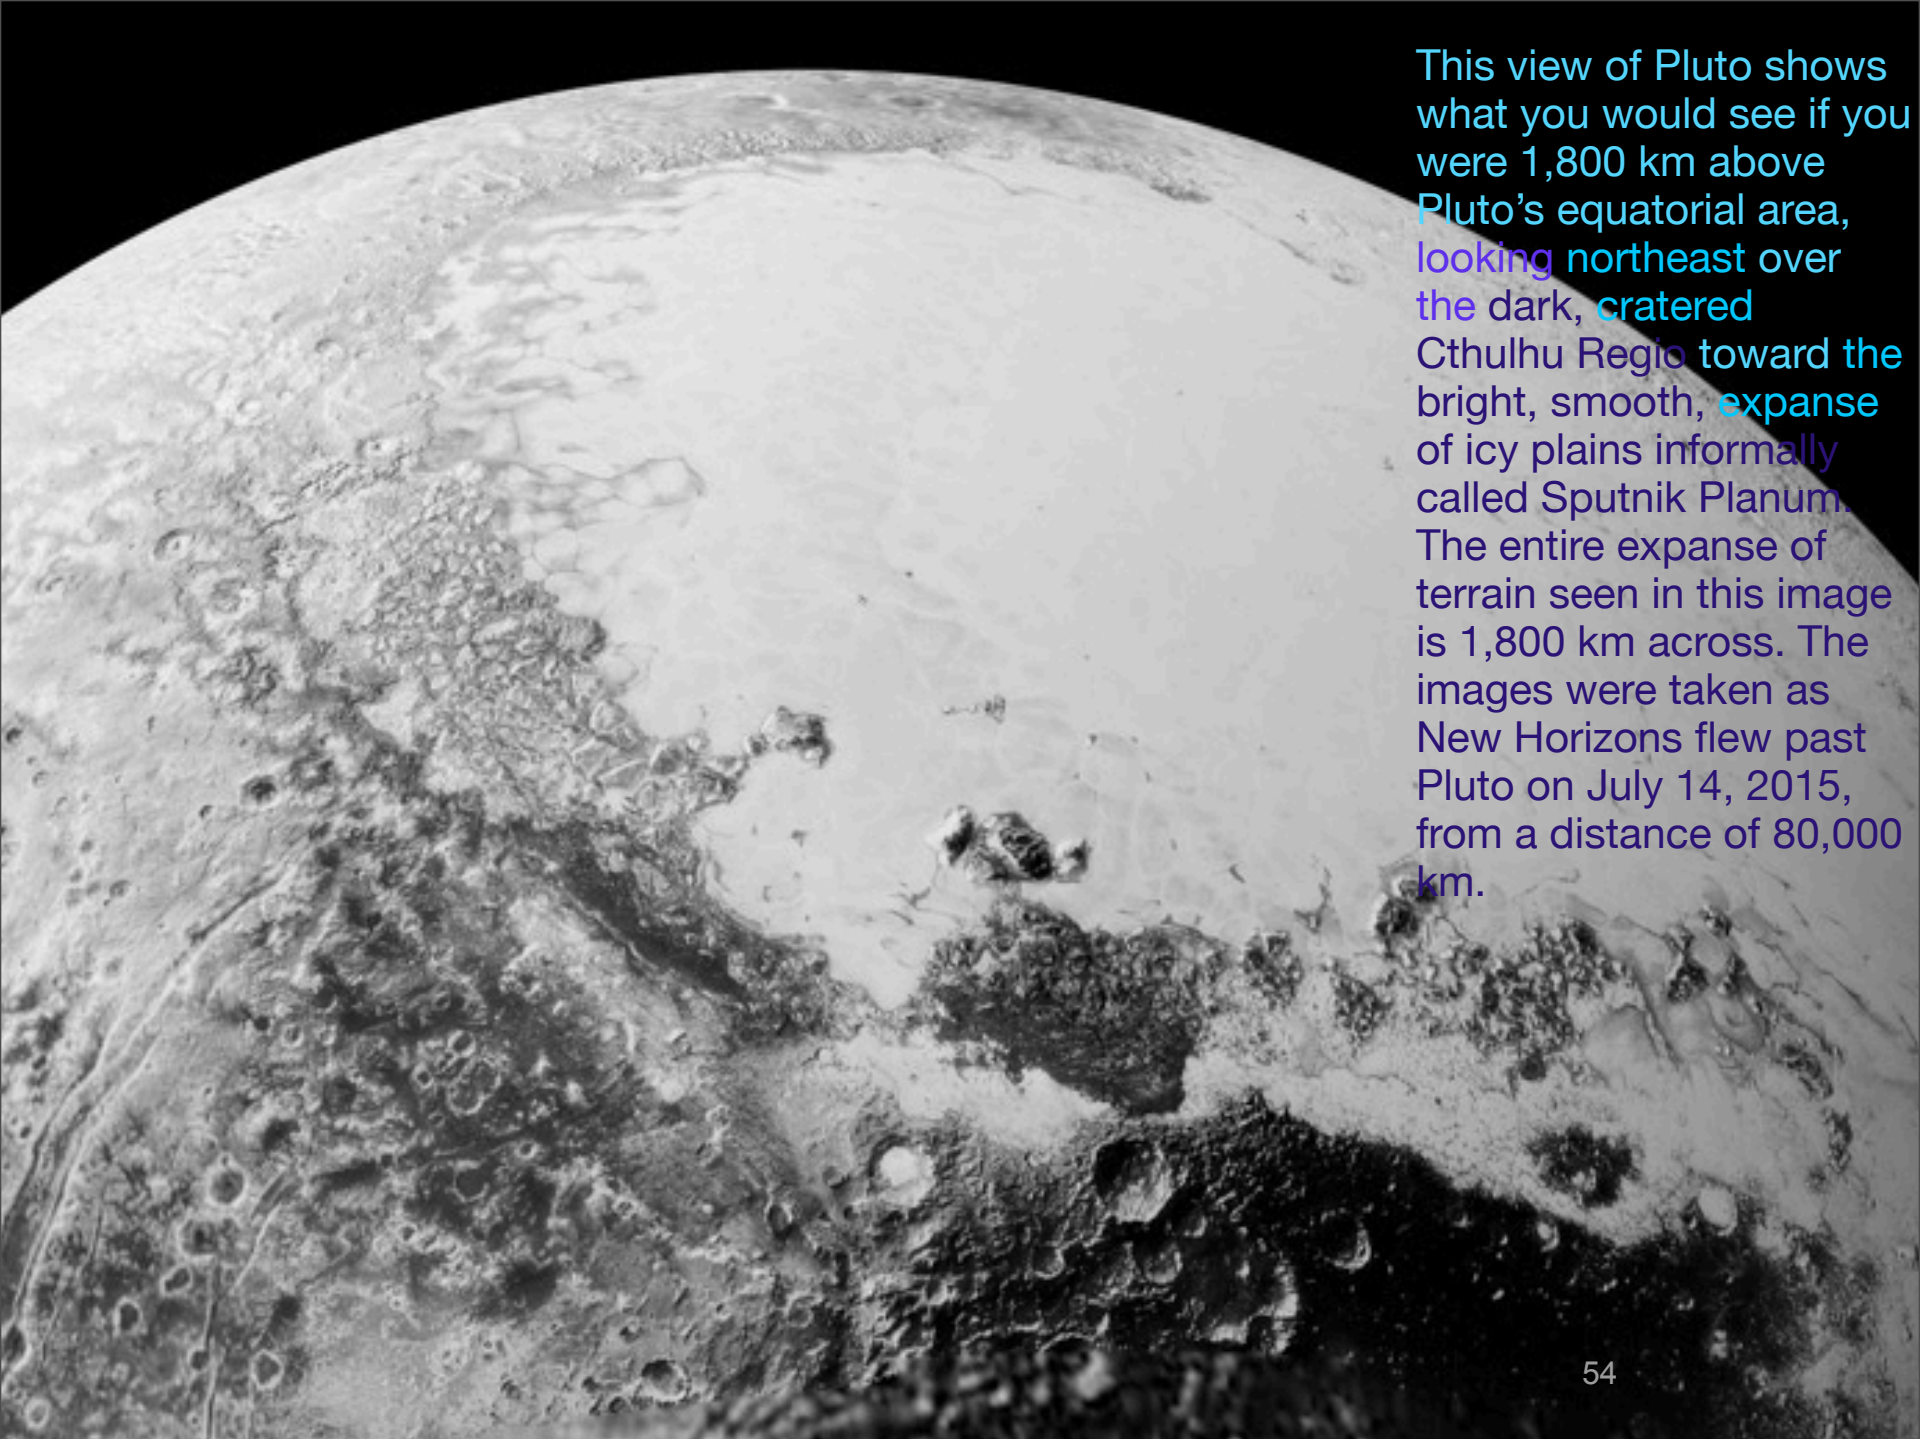 This view of Pluto shows
what you would see if you
were 1,800 km above
Pluto’s equatorial area,
looking northeast over
the dark, cratered
Cthulhu Regio toward the
bright, smooth, expanse
of icy plains informally
called Sputnik Planum.
The entire expanse of
terrain seen in this image
is 1,800 km across. The
images were taken as
New Horizons flew past
Pluto on July 14, 2015,
from a distance of 80,000
km.
54